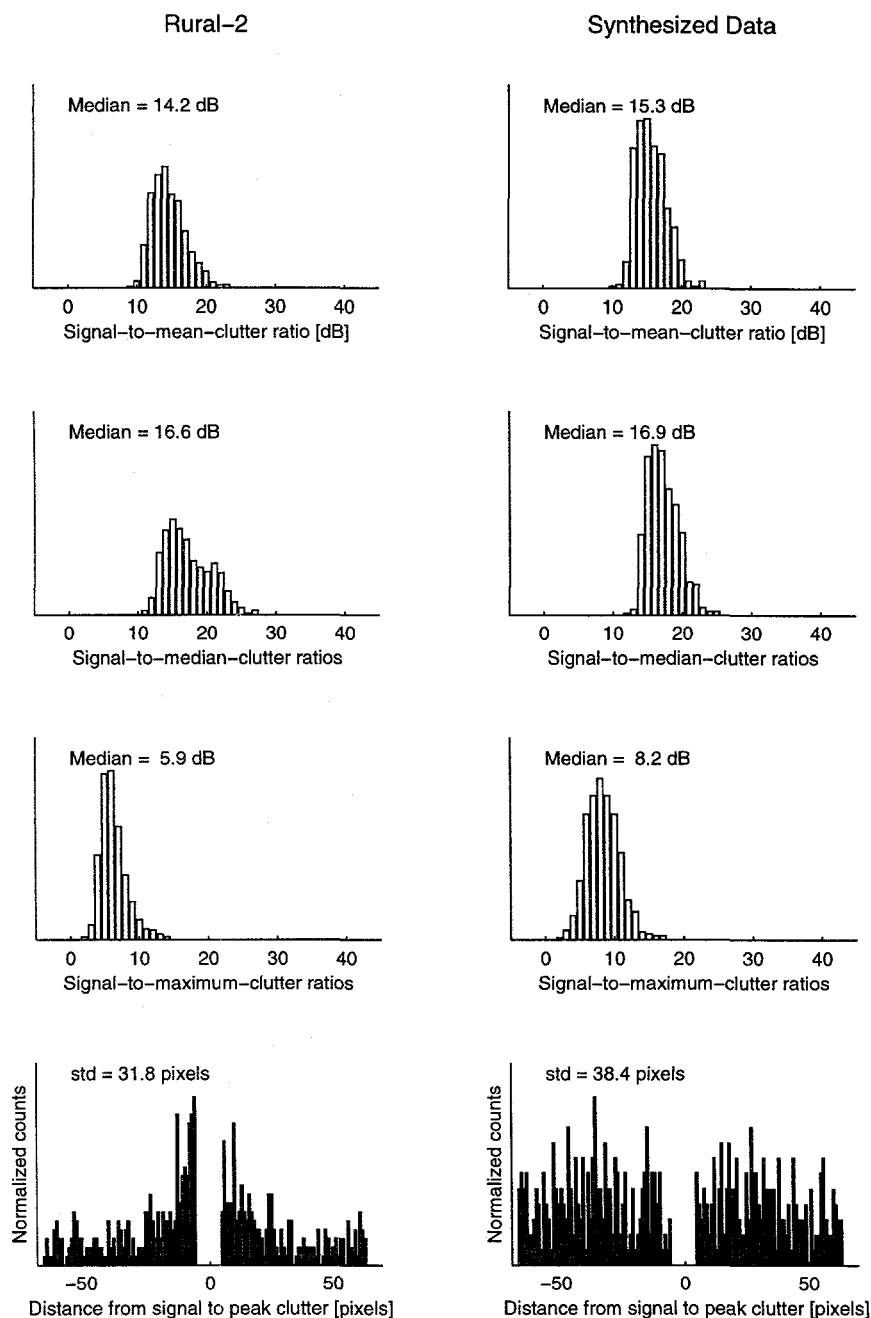 Rural–2
Synthesized Data
Median = 14.2 dB
0 10 20 30 40
Signal–to–mean–clutter ratio [dB]
Median = 15.3 dB
0 10 20 30 40
Signal–to–mean–clutter ratio [dB]
Median = 16.6 dB
0 10 20 30 40
Signal–to–median–clutter ratios
Median = 16.9 dB
0 10 20 30 40
Signal–to–median–clutter ratios
Median = 5.9 dB
0 10 20 30 40
Signal–to–maximum–clutter ratios
Median = 8.2 dB
0 10 20 30 40
Signal–to–maximum–clutter ratios
Normalized counts
std = 31.8 pixels
–50 0 50
Distance from signal to peak clutter [pixels]
Normalized counts
std = 38.4 pixels
–50 0 50
Distance from signal to peak clutter [pixels]